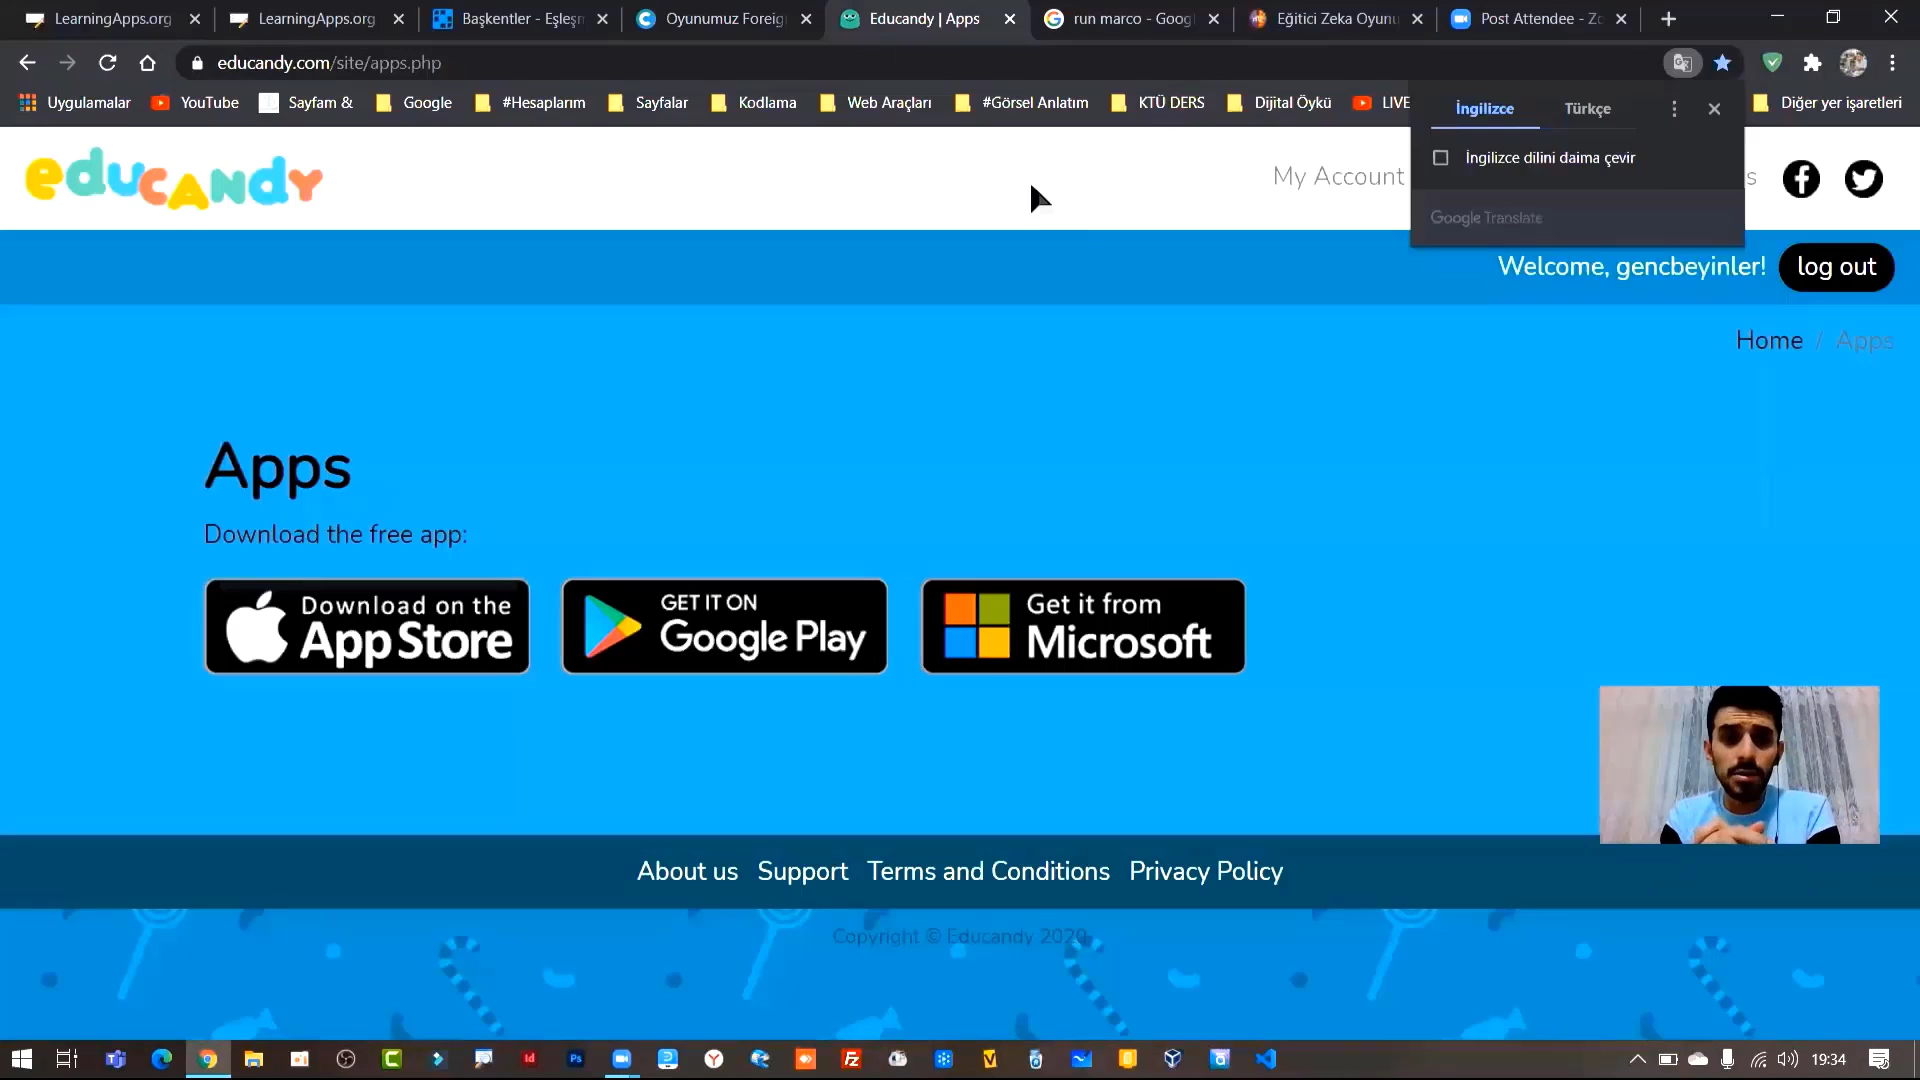 LearningApps.org
LearningApps.org
Başkentler - Eşleşm
Oyunumuz Foreig
Educandy | Apps
run marco - Goog
Eğitici Zeka Oyunu
Post Attendee - Zo
educandy.com/site/apps.php
Uygulamalar
YouTube
Sayfam &
Google
#Hesaplarım
Sayfalar
Kodlama
Web Araçları
#Görsel Anlatım
KTÜ DERS
Dijital Öykü
LIVE
Diğer yer işaretleri
İngilizce
Türkçe
İngilizce dilini daima çevir
Google Translate
eduCANDY
My Account
s
Welcome, gencbeyinler!
log out
Home / Apps
Apps
Download the free app:
Download on the
App Store
GET IT ON
Google Play
Get it from
Microsoft
About us Support Terms and Conditions Privacy Policy
Copyright © Educandy 2020
19:34